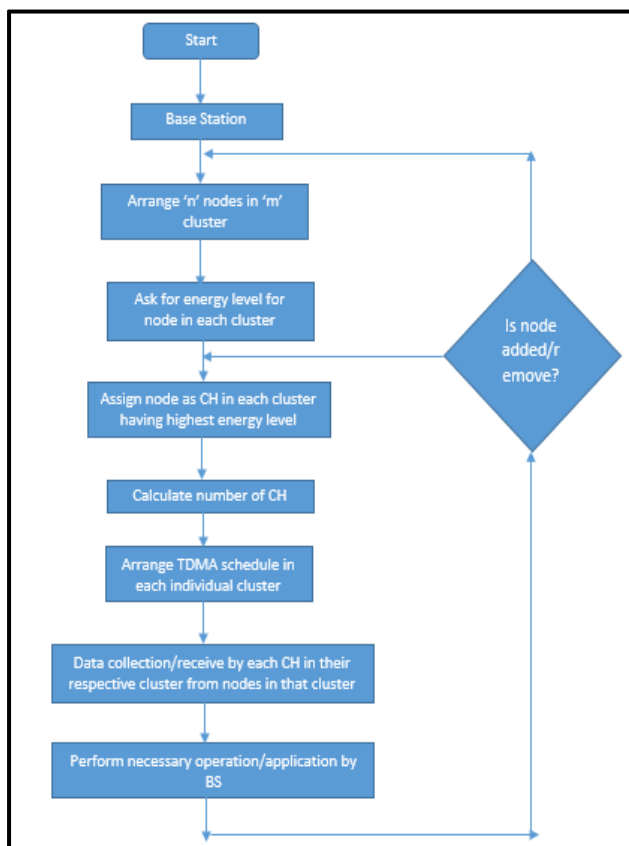 Start
Base Station
Arrange ‘n’ nodes in ‘m’
cluster
Ask for energy level for
node in each cluster
Is node
added/r
emove?
Assign node as CH in each cluster
having highest energy level
Calculate number of CH
Arrange TDMA schedule in
each individual cluster
Data collection/receive by each CH in their
respective cluster from nodes in that cluster
Perform necessary operation/application by
BS